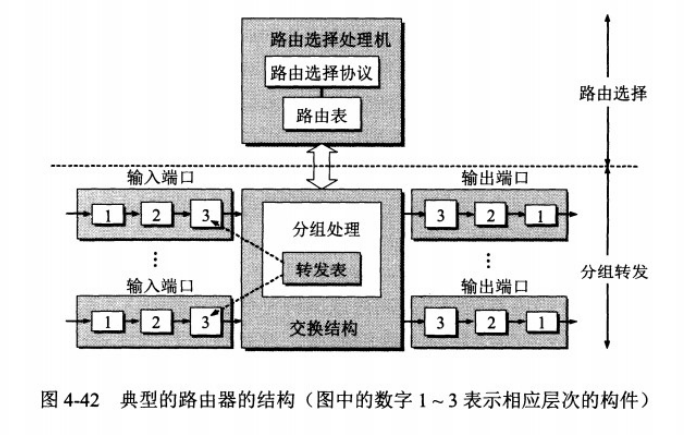 路由选择处理机
路由选择协议
路由表
路由选择
输入端口
输出端口
1 2 3
3 2 1
分组处理
转发表
分组转发
输入端口
输出端口
1 2 3
3 2 1
交换结构
图 4-42 典型的路由器的结构（图中的数字 1 ~ 3 表示相应层次的构件）